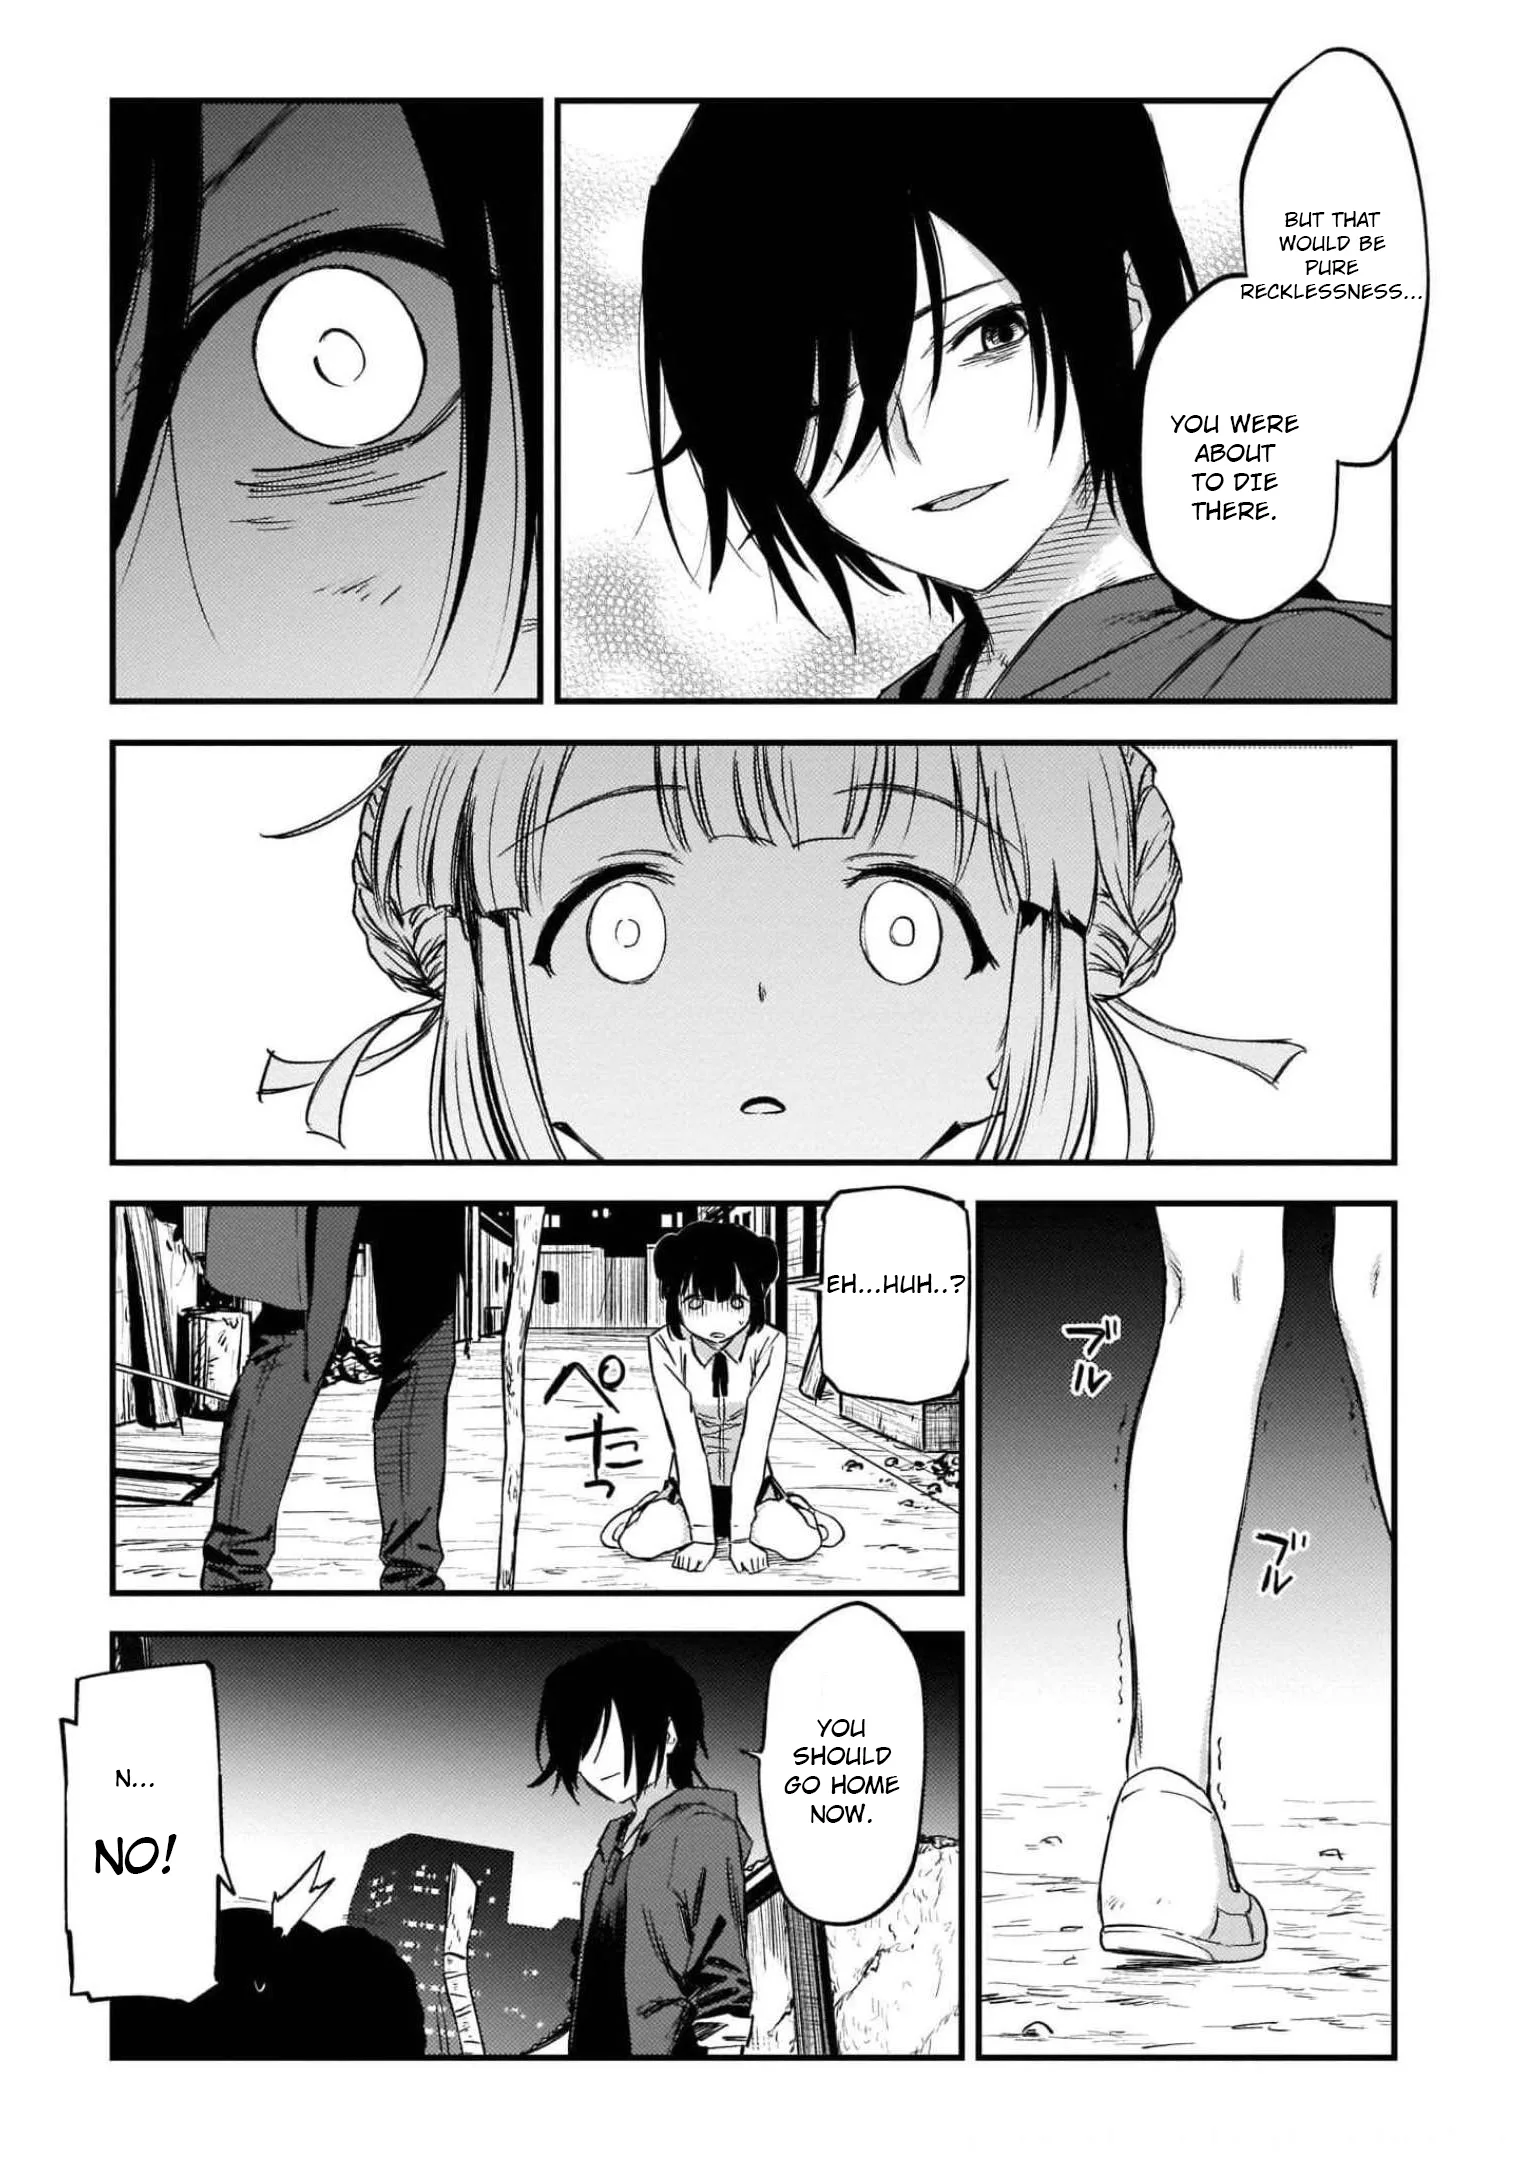 BUT THAT
WOULD BE
PURE
RECKLESSNESS...
YOU WERE
ABOUT
TO DIE
THERE.
ブル
ブル
EH...HUH..?
ぺたっ
YOU
SHOULD
GO HOME
NOW.
N...
NO!